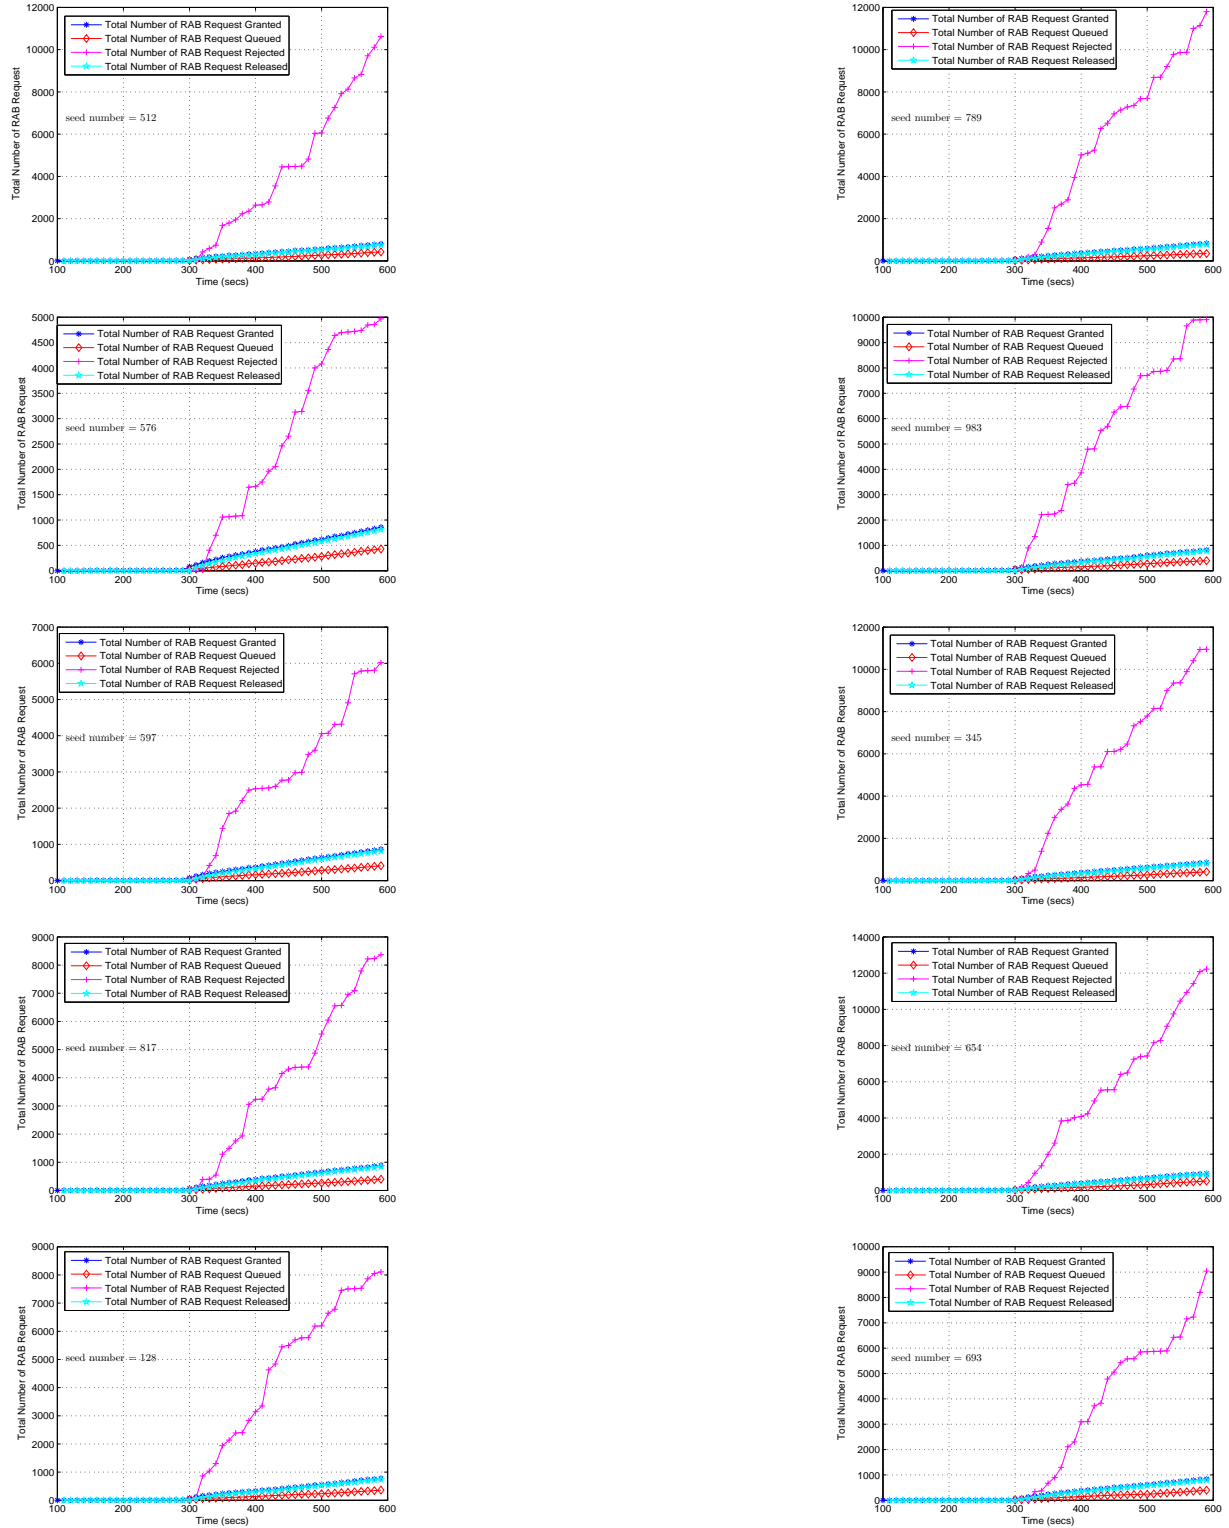 12000
10000
8000
6000
4000
2000
0
100 200 300 400 500 600
Time (secs)
Total Number of RAB Request
Total Number of RAB Request Granted
Total Number of RAB Request Queued
Total Number of RAB Request Rejected
Total Number of RAB Request Released
seed number = 512
12000
10000
8000
6000
4000
2000
0
100 200 300 400 500 600
Time (secs)
Total Number of RAB Request
Total Number of RAB Request Granted
Total Number of RAB Request Queued
Total Number of RAB Request Rejected
Total Number of RAB Request Released
seed number = 789
5000
4500
4000
3500
3000
2500
2000
1500
1000
500
0
100 200 300 400 500 600
Time (secs)
Total Number of RAB Request
Total Number of RAB Request Granted
Total Number of RAB Request Queued
Total Number of RAB Request Rejected
Total Number of RAB Request Released
seed number = 576
10000
9000
8000
7000
6000
5000
4000
3000
2000
1000
0
100 200 300 400 500 600
Time (secs)
Total Number of RAB Request
Total Number of RAB Request Granted
Total Number of RAB Request Queued
Total Number of RAB Request Rejected
Total Number of RAB Request Released
seed number = 983
7000
6000
5000
4000
3000
2000
1000
0
100 200 300 400 500 600
Time (secs)
Total Number of RAB Request
Total Number of RAB Request Granted
Total Number of RAB Request Queued
Total Number of RAB Request Rejected
Total Number of RAB Request Released
seed number = 597
12000
10000
8000
6000
4000
2000
0
100 200 300 400 500 600
Time (secs)
Total Number of RAB Request
Total Number of RAB Request Granted
Total Number of RAB Request Queued
Total Number of RAB Request Rejected
Total Number of RAB Request Released
seed number = 345
9000
8000
7000
6000
5000
4000
3000
2000
1000
0
100 200 300 400 500 600
Time (secs)
Total Number of RAB Request
Total Number of RAB Request Granted
Total Number of RAB Request Queued
Total Number of RAB Request Rejected
Total Number of RAB Request Released
seed number = 817
14000
12000
10000
8000
6000
4000
2000
0
100 200 300 400 500 600
Time (secs)
Total Number of RAB Request
Total Number of RAB Request Granted
Total Number of RAB Request Queued
Total Number of RAB Request Rejected
Total Number of RAB Request Released
seed number = 654
9000
8000
7000
6000
5000
4000
3000
2000
1000
0
100 200 300 400 500 600
Time (secs)
Total Number of RAB Request
Total Number of RAB Request Granted
Total Number of RAB Request Queued
Total Number of RAB Request Rejected
Total Number of RAB Request Released
seed number = 128
10000
9000
8000
7000
6000
5000
4000
3000
2000
1000
0
100 200 300 400 500 600
Time (secs)
Total Number of RAB Request
Total Number of RAB Request Granted
Total Number of RAB Request Queued
Total Number of RAB Request Rejected
Total Number of RAB Request Released
seed number = 693